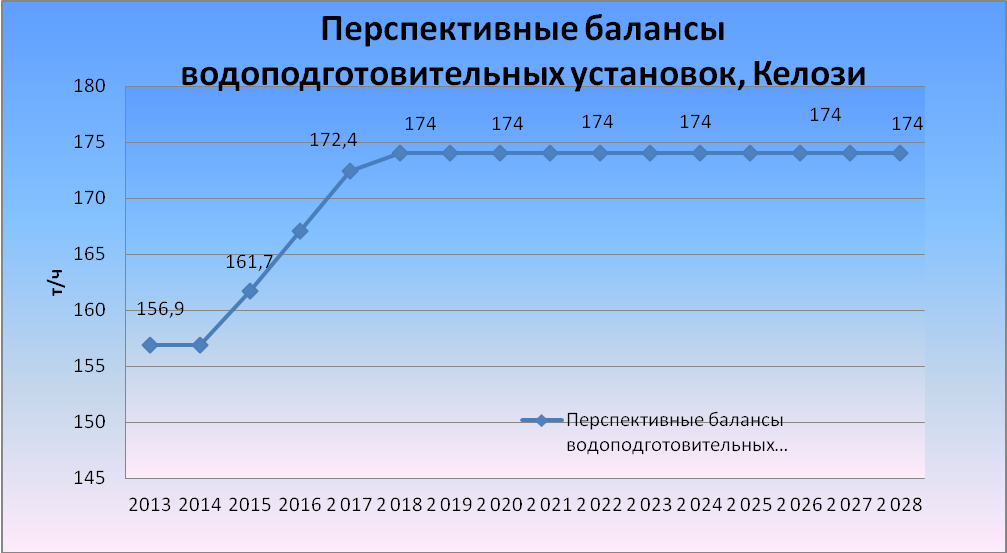 Перспективные балансы
водоподготовительных установок, Келози
180
175
170
165
160
155
150
145
т/ч
156,9
161,7
172,4
174
174
174
174
174
174
Перспективные балансы
водоподготовительных...
2013 2014 2015 2016 2017 2 018 2 019 2 020 2 021 2 022 2 023 2 024 2 025 2 026 2 027 2 028